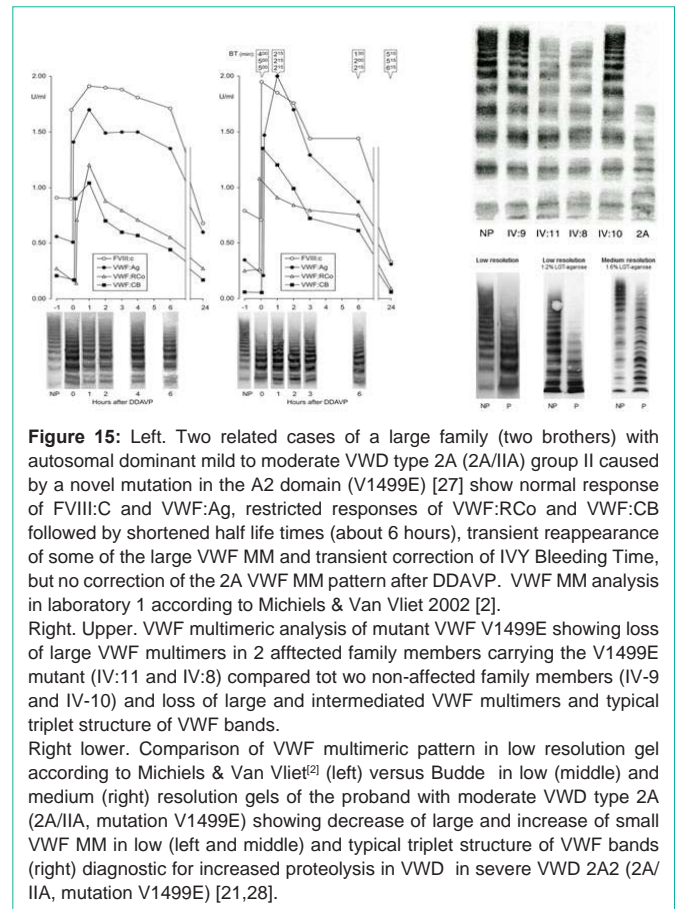 BT (min): 4³⁰ 2¹⁵ 1³⁰ 5¹⁵
5⁰⁰ 2¹⁵ 2⁰⁰ 5¹⁵
5³⁰ 2¹⁵ 2¹⁵ 6¹⁵
2.00 2.00
U/ml U/ml
1.50 1.50
1.00 1.00
0.50 0.50
0.00 0.00
FVIII:c FVIII:c
VWF:Ag VWF:Ag
VWF:RCo VWF:RCo
VWF:CB VWF:CB
-1 0 1 2 4 6 24 -1 0 1 2 3 6 24
NP 0 1 2 4 6 NP 0 1 2 3 6
Hours after DDAVP Hours after DDAVP
NP IV:9 IV:11 IV:8 IV:10 2A
Low resolution Low resolution Medium resolution
1.2% LGT-agarose 1.6% LGT-agarose
NP P NP P NP P
Figure 15: Left. Two related cases of a large family (two brothers) with
autosomal dominant mild to moderate VWD type 2A (2A/IIA) group II caused
by a novel mutation in the A2 domain (V1499E) [27] show normal response
of FVIII:C and VWF:Ag, restricted responses of VWF:RCo and VWF:CB
followed by shortened half life times (about 6 hours), transient reappearance
of some of the large VWF MM and transient correction of IVY Bleeding Time,
but no correction of the 2A VWF MM pattern after DDAVP. VWF MM analysis
in laboratory 1 according to Michiels & Van Vliet 2002 [2].
Right. Upper. VWF multimeric analysis of mutant VWF V1499E showing loss
of large VWF multimers in 2 afftected family members carrying the V1499E
mutant (IV:11 and IV:8) compared tot wo non-affected family members (IV-9
and IV-10) and loss of large and intermediated VWF multimers and typical
triplet structure of VWF bands.
Right lower. Comparison of VWF multimeric pattern in low resolution gel
according to Michiels & Van Vliet[2] (left) versus Budde in low (middle) and
medium (right) resolution gels of the proband with moderate VWD type 2A
(2A/IIA, mutation V1499E) showing decrease of large and increase of small
VWF MM in low (left and middle) and typical triplet structure of VWF bands
(right) diagnostic for increased proteolysis in VWD in severe VWD 2A2 (2A/
IIA, mutation V1499E) [21,28].